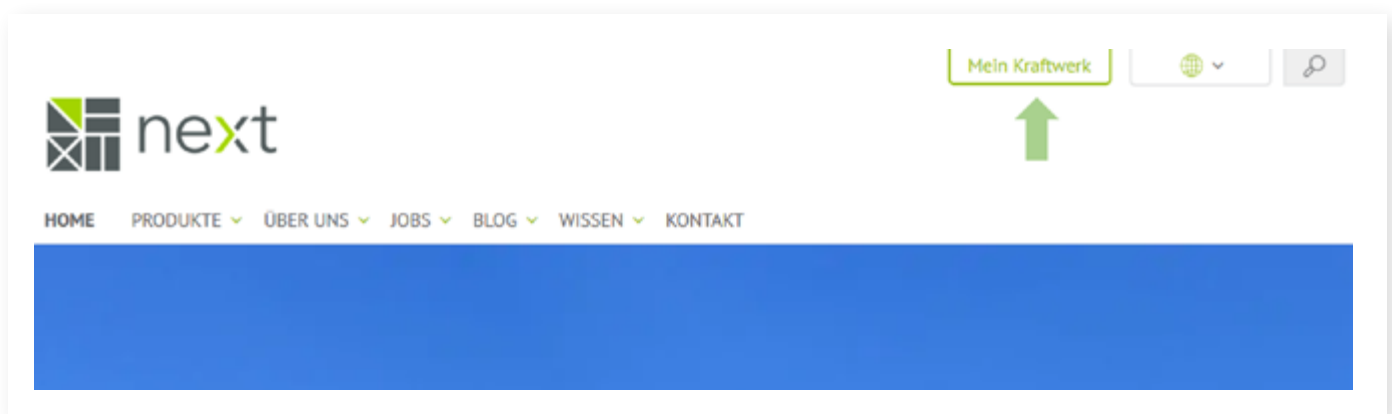 Mein Kraftwerk
next
HOME PRODUKTE ÜBER UNS JOBS BLOG WISSEN KONTAKT